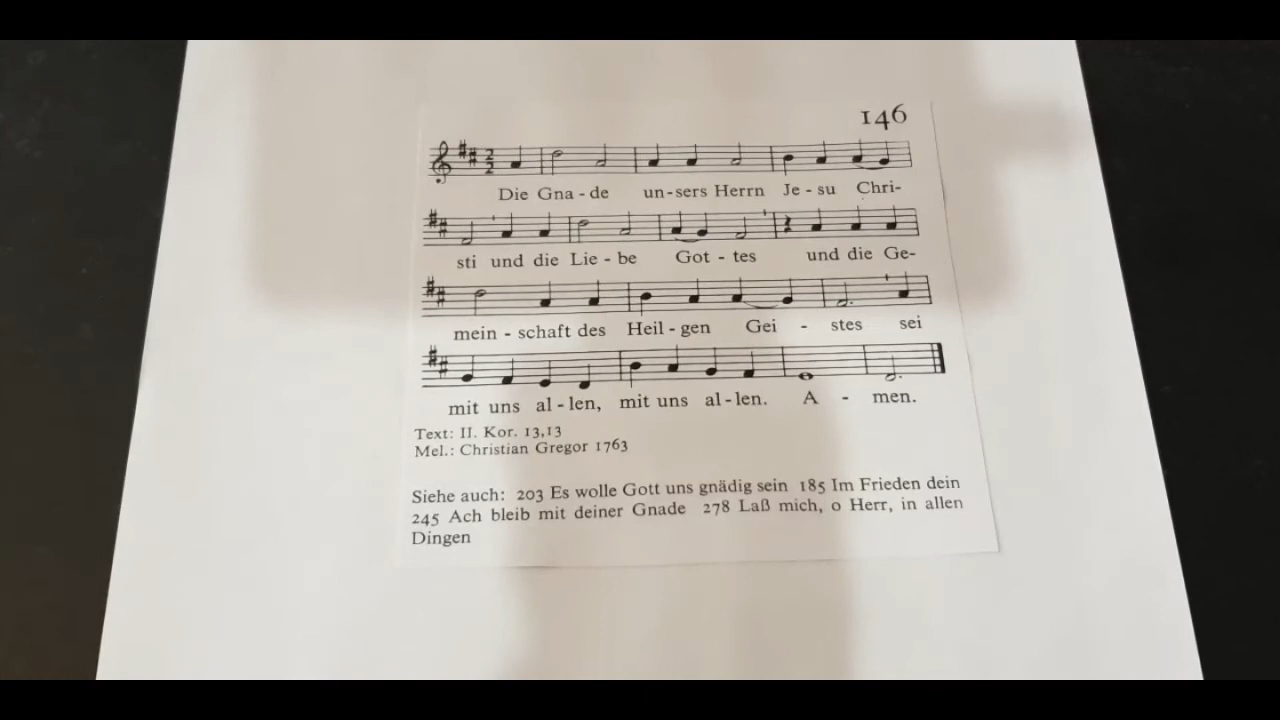 146
Die Gna - de un - sers Herrn Je - su Chri-
sti und die Lie - be Got - tes und die Ge-
mein - schaft des Heil - gen Gei - stes sei
mit uns al - len, mit uns al - len. A - men.
Text: II. Kor. 13,13
Mel.: Christian Gregor 1763
Siehe auch: 203 Es wolle Gott uns gnädig sein 185 Im Frieden dein
245 Ach bleib mit deiner Gnade 278 Laß mich, o Herr, in allen
Dingen